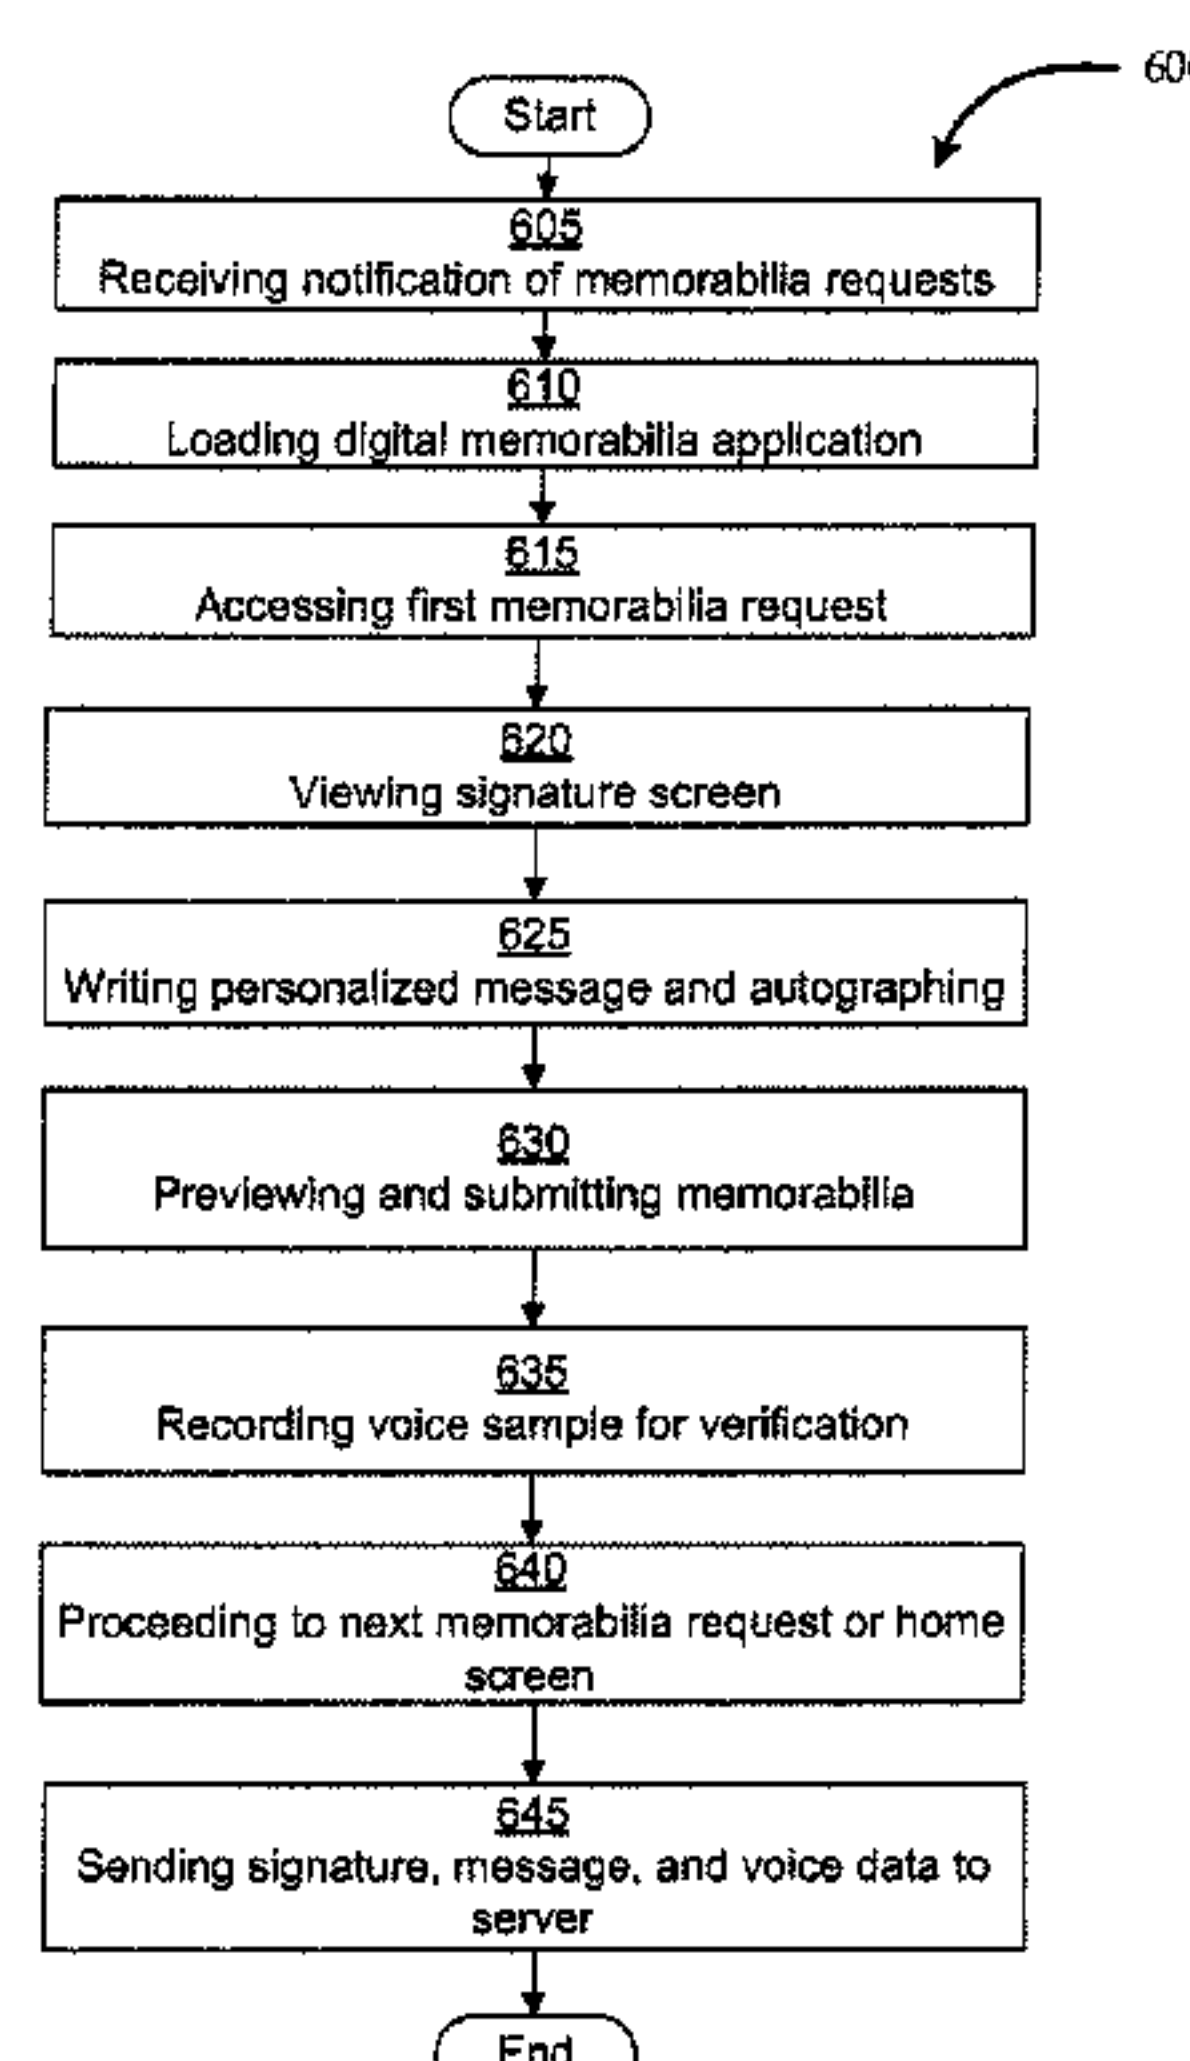 60
Start
605
Receiving notification of memorabilia requests
610
Loading digital memorabilia application
615
Accessing first memorabilia request
620
Viewing signature screen
625
Writing personalized message and autographing
630
Previewing and submitting memorabilia
635
Recording voice sample for verification
640
Proceeding to next memorabilia request or home
screen
645
Sending signature, message, and voice data to
server
End